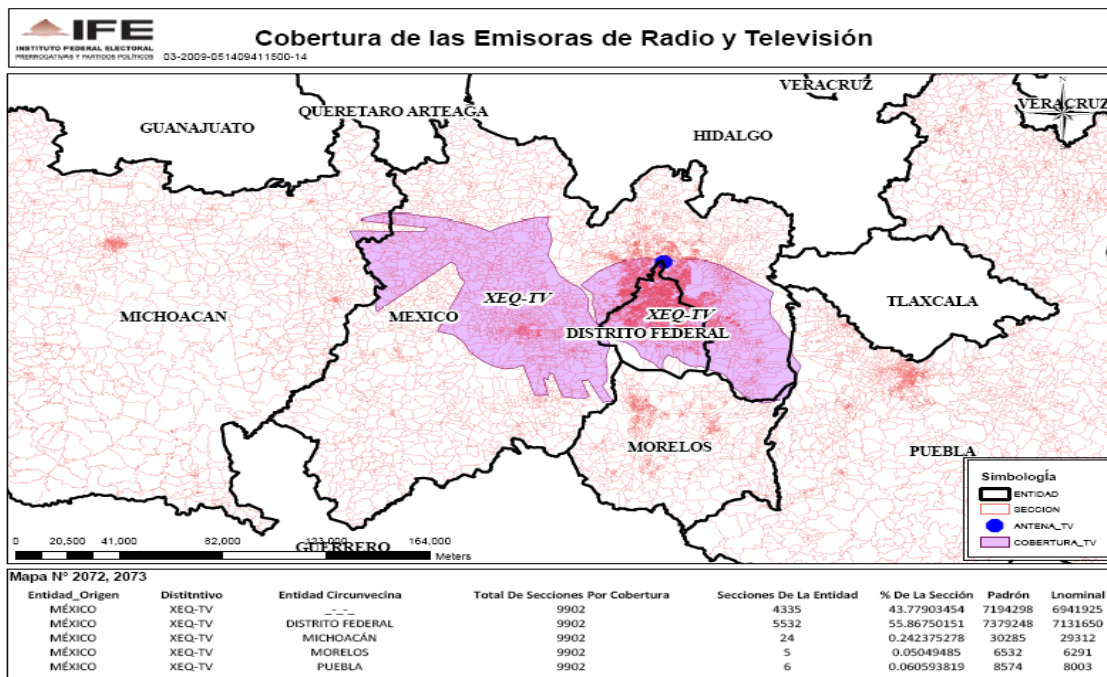 IFE
INSTITUTO FEDERAL ELECTORAL
PRERROGATIVAS Y PARTIDOS POLÍTICOS
03-2009-051409411500-14
Cobertura de las Emisoras de Radio y Televisión
VERACRUZ
N
VERACRUZ
QUERETARO ARTEAGA
GUANAJUATO
HIDALGO
XEQ-TV
TLAXCALA
MICHOACAN
MEXICO
XEQ-TV
DISTRITO FEDERAL
MORELOS
PUEBLA
GUERRERO
0 20,500 41,000 82,000 123,000 164,000
Meters
Simbología
ENTIDAD
SECCION
ANTENA_TV
COBERTURA_TV
Mapa N° 2072, 2073
Entidad_Origen Distitntivo Entidad Circunvecina Total De Secciones Por Cobertura Secciones De La Entidad % De La Sección Padrón Lnominal
MÉXICO XEQ-TV _-_-_ 9902 4335 43.77903454 7194298 6941925
MÉXICO XEQ-TV DISTRITO FEDERAL 9902 5532 55.86750151 7379248 7131650
MÉXICO XEQ-TV MICHOACÁN 9902 24 0.242375278 30285 29312
MÉXICO XEQ-TV MORELOS 9902 5 0.05049485 6532 6291
MÉXICO XEQ-TV PUEBLA 9902 6 0.060593819 8574 8003